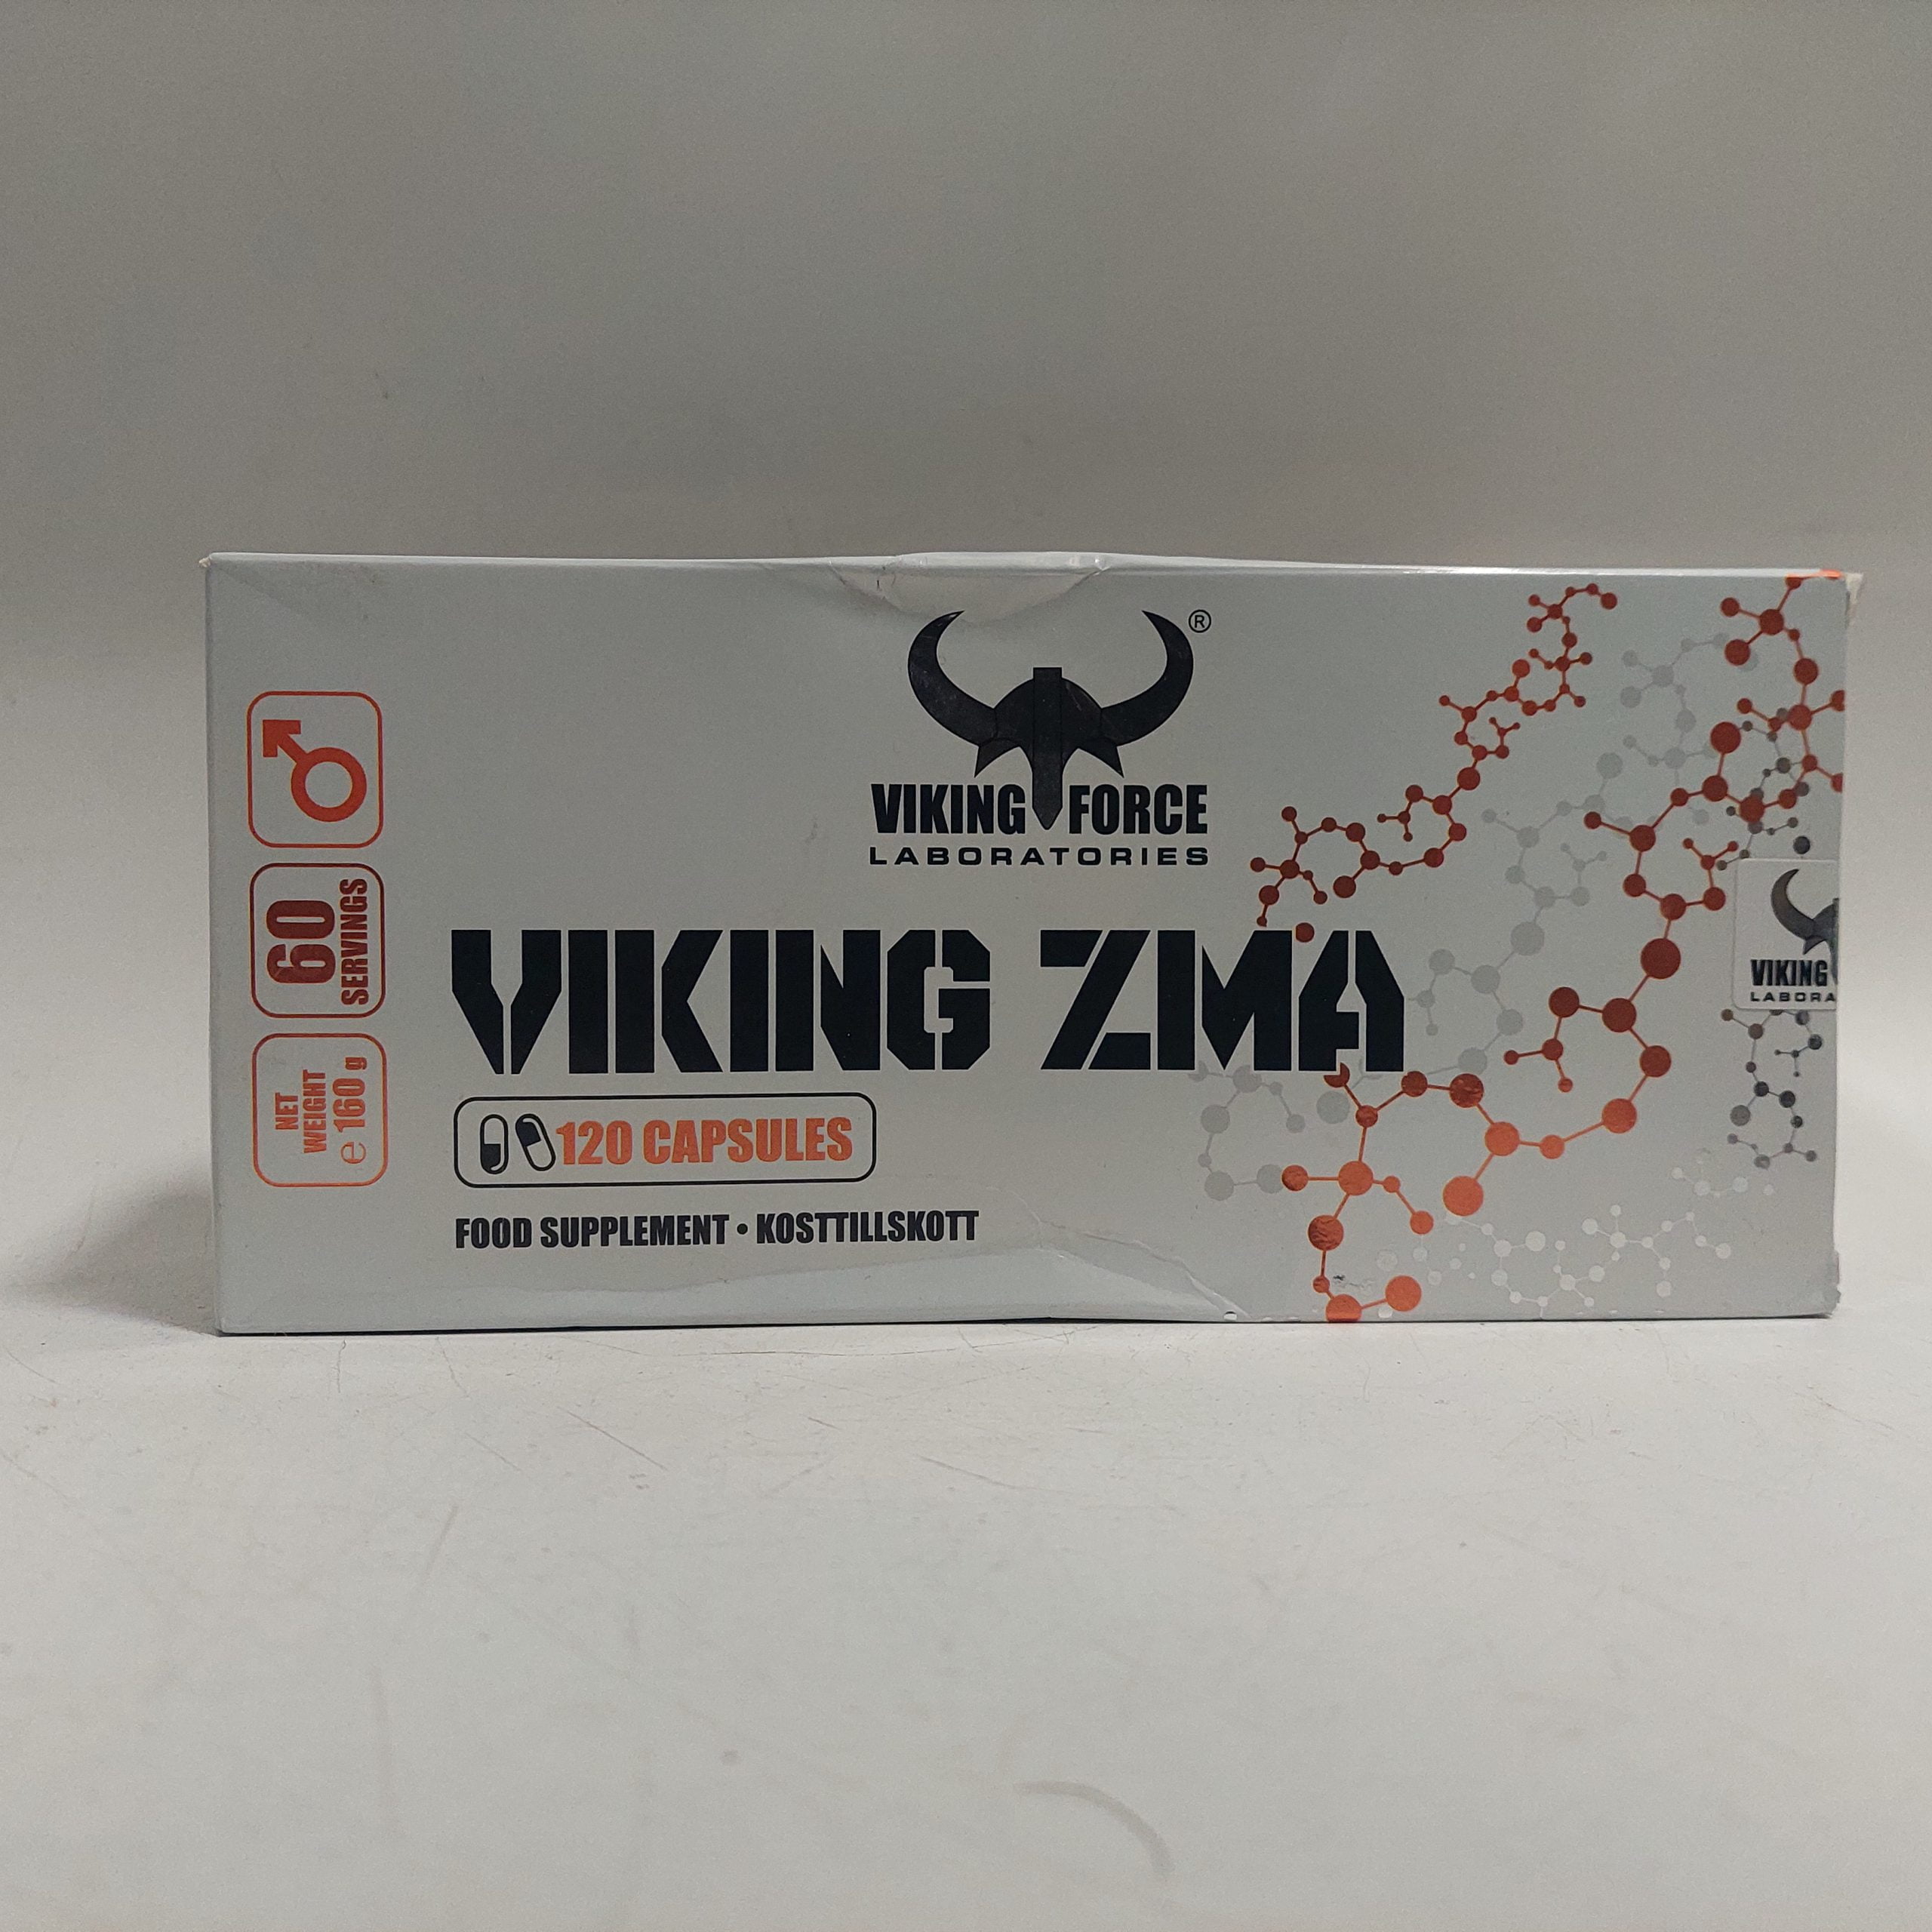 ®
VIKING FORCE
LABORATORIES
VIKING ZMA
120 CAPSULES
FOOD SUPPLEMENT • KOSTTILLSKOTT
60
SERVINGS
NET
WEIGHT
℮ 160 g
VIKING
LABORA